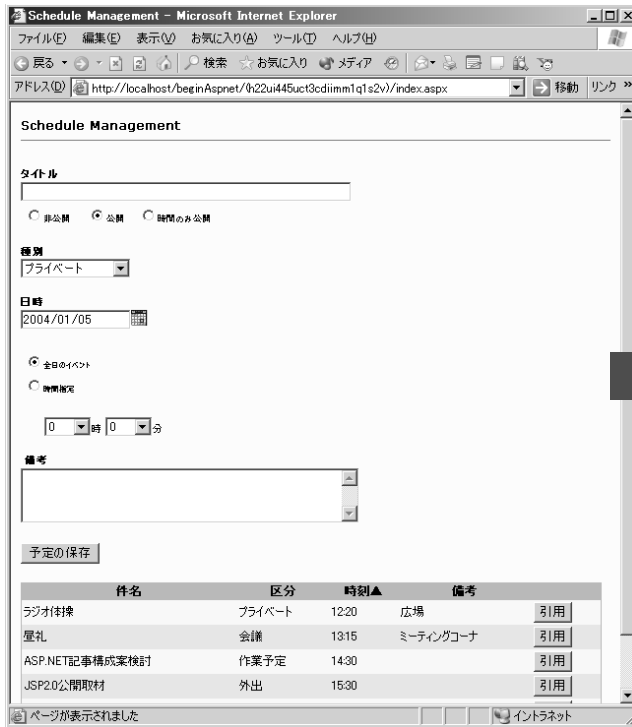 Schedule Management - Microsoft Internet Explorer
ファイル(F) 編集(E) 表示(V) お気に入り(A) ツール(T) ヘルプ(H)
戻る 検索 お気に入り メディア
アドレス(D) http://localhost/beginAspnet/(h22ui445uct3cdiimm1q1s2v)/index.aspx 移動 リンク »
Schedule Management
タイトル
非公開 公開 時間のみ公開
種別
プライベート
日時
2004/01/05
全日のイベント
時間指定
0 時 0 分
備考
予定の保存
件名 区分 時刻▲ 備考
ラジオ体操 プライベート 12:20 広場 引用
昼礼 会議 13:15 ミーティングコーナ 引用
ASP.NET記事構成案検討 作業予定 14:30 引用
JSP2.0公開取材 外出 15:30 引用
ページが表示されました イントラネット